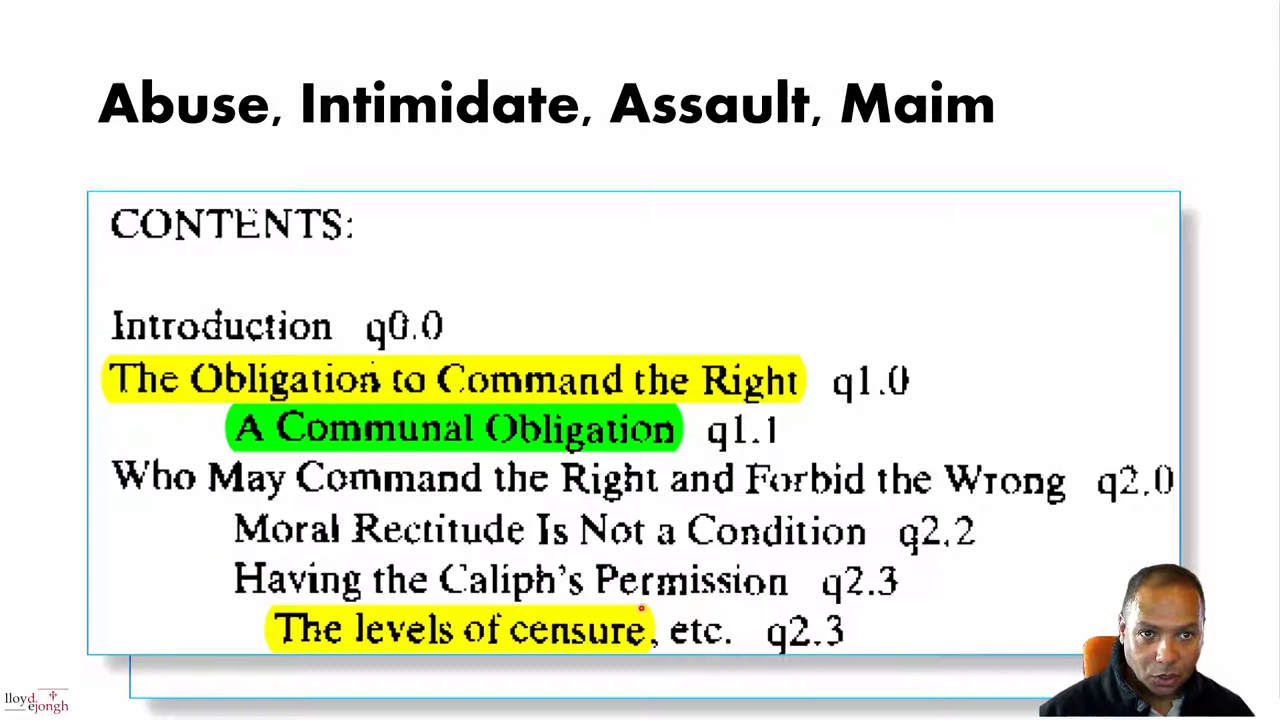 Abuse, Intimidate, Assault, Maim
CONTENTS:
Introduction q0.0
The Obligation to Command the Right q1.0
A Communal Obligation q1.1
Who May Command the Right and Forbid the Wrong q2.0
Moral Rectitude Is Not a Condition q2.2
Having the Caliph's Permission q2.3
The levels of censure, etc. q2.3
lloyd
ejongh